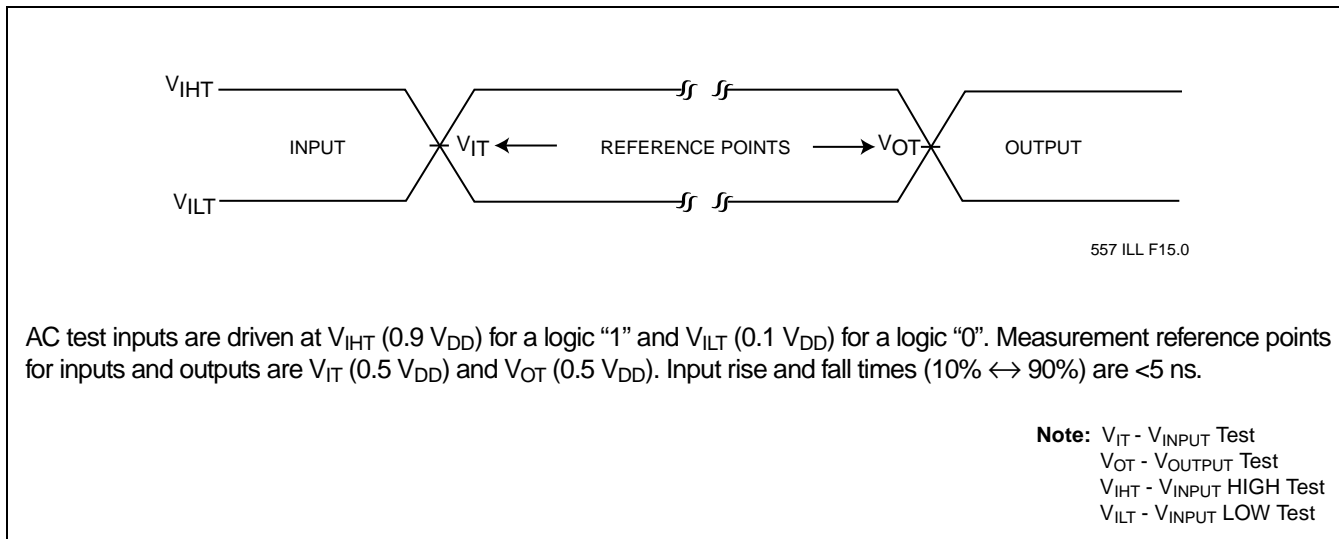 VIHT
INPUT VIT REFERENCE POINTS VOT OUTPUT
VILT
557 ILL F15.0
AC test inputs are driven at VIHT (0.9 VDD) for a logic “1” and VILT (0.1 VDD) for a logic “0”. Measurement reference points
for inputs and outputs are VIT (0.5 VDD) and VOT (0.5 VDD). Input rise and fall times (10% ↔ 90%) are <5 ns.
Note: VIT - VINPUT Test
VOT - VOUTPUT Test
VIHT - VINPUT HIGH Test
VILT - VINPUT LOW Test